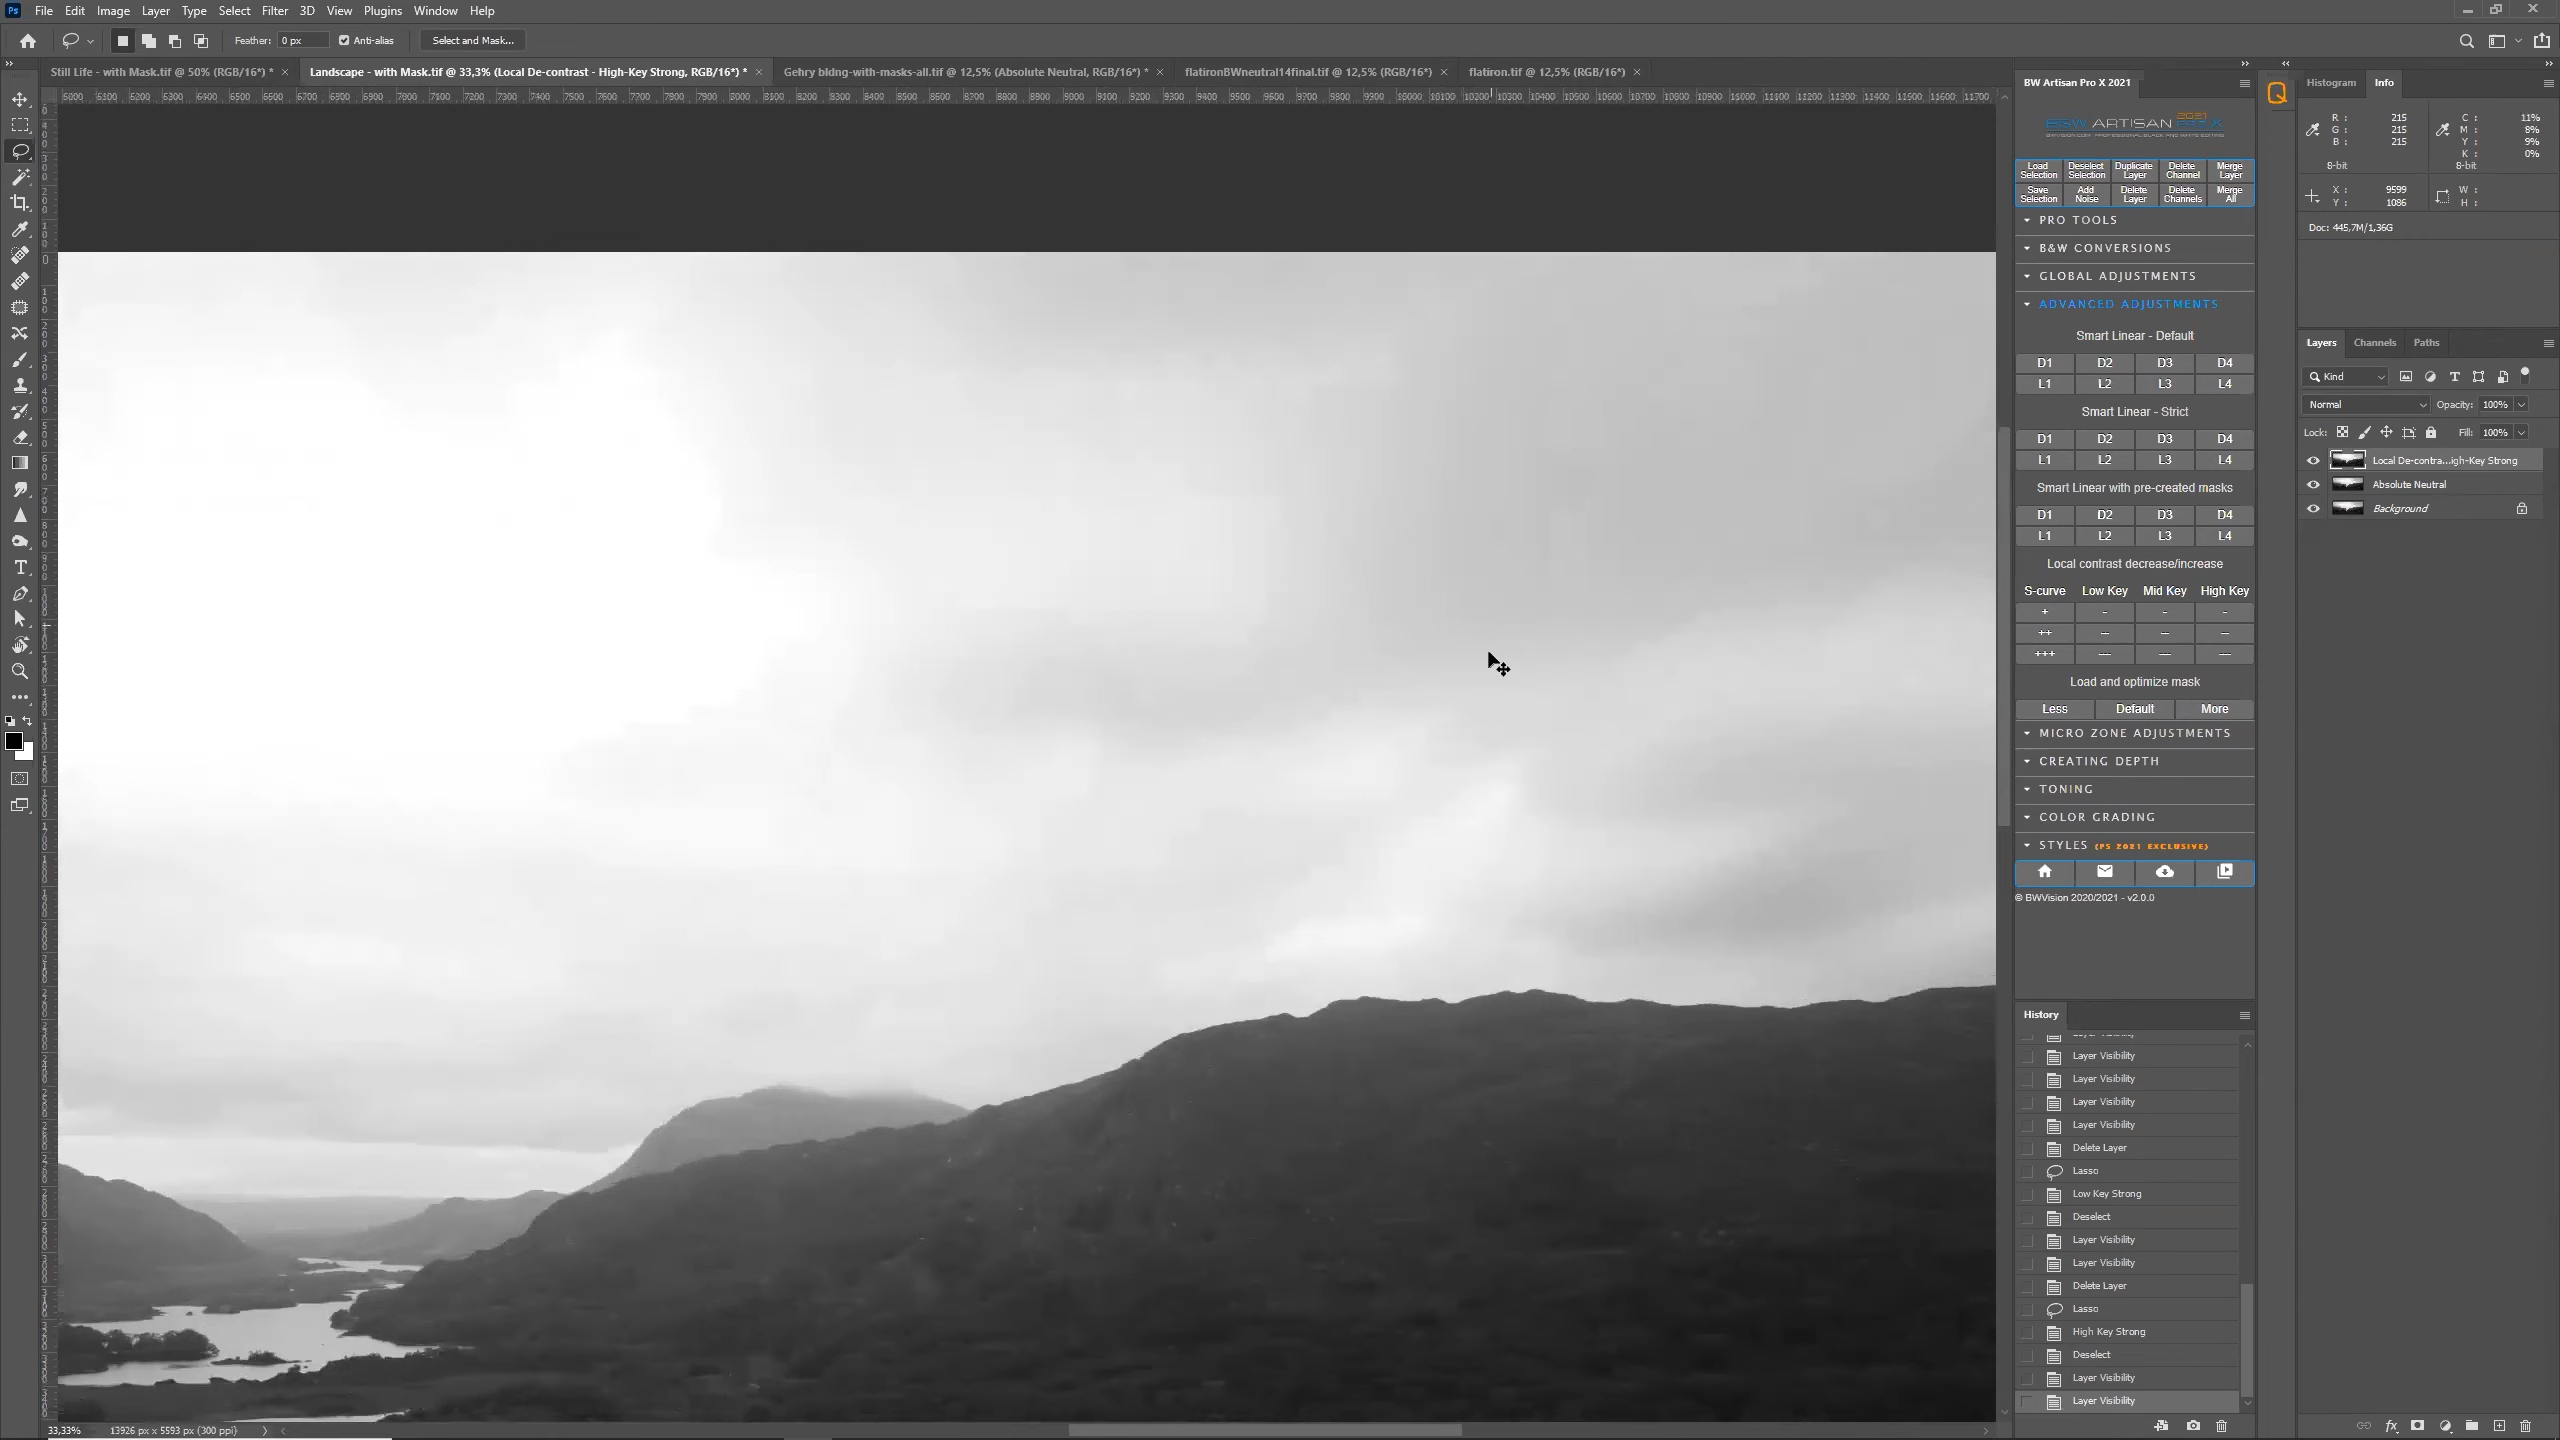 Ps File Edit Image Layer Type Select Filter 3D View Plugins Window Help
Feather: 0 px Anti-alias Select and Mask...
Still Life - with Mask.tif @ 50% (RGB/16*) *
Landscape - with Mask.tif @ 33,3% (Local De-contrast - High-Key Strong, RGB/16*) *
Gehry bldng-with-masks-all.tif @ 12,5% (Absolute Neutral, RGB/16*) *
flatironBWneutral14final.tif @ 12,5% (RGB/16*)
flatiron.tif @ 12,5% (RGB/16*)
BW Artisan Pro X 2021
B&W ARTISAN PRO X 2021
Load Selection Deselect Selection Duplicate Layer Delete Channel Merge Layer
Save Selection Add Noise Delete Layer Delete Channels Merge All
PRO TOOLS
B&W CONVERSIONS
GLOBAL ADJUSTMENTS
ADVANCED ADJUSTMENTS
Smart Linear - Default
D1 D2 D3 D4
L1 L2 L3 L4
Smart Linear - Strict
D1 D2 D3 D4
L1 L2 L3 L4
Smart Linear with pre-created masks
D1 D2 D3 D4
L1 L2 L3 L4
Local contrast decrease/increase
S-curve Low Key Mid Key High Key
+ - - -
++ -- -- --
+++ --- --- ---
Load and optimize mask
Less Default More
MICRO ZONE ADJUSTMENTS
CREATING DEPTH
TONING
COLOR GRADING
STYLES (PS 2021 EXCLUSIVE)
© BWVision 2020/2021 - v2.0.0
History
Layer Visibility
Layer Visibility
Layer Visibility
Layer Visibility
Delete Layer
Lasso
Low Key Strong
Deselect
Layer Visibility
Layer Visibility
Delete Layer
Lasso
High Key Strong
Deselect
Layer Visibility
Layer Visibility
Histogram Info
R : 215 C : 11%
G : 215 M : 8%
B : 215 Y : 9%
K : 0%
8-bit 8-bit
X : 9599 W :
Y : 1086 H :
Doc: 445,7M/1,36G
Layers Channels Paths
Kind
Normal Opacity: 100%
Lock: Fill: 100%
Local De-contra...igh-Key Strong
Absolute Neutral
Background
33,33% 13926 px x 5593 px (300 ppi)